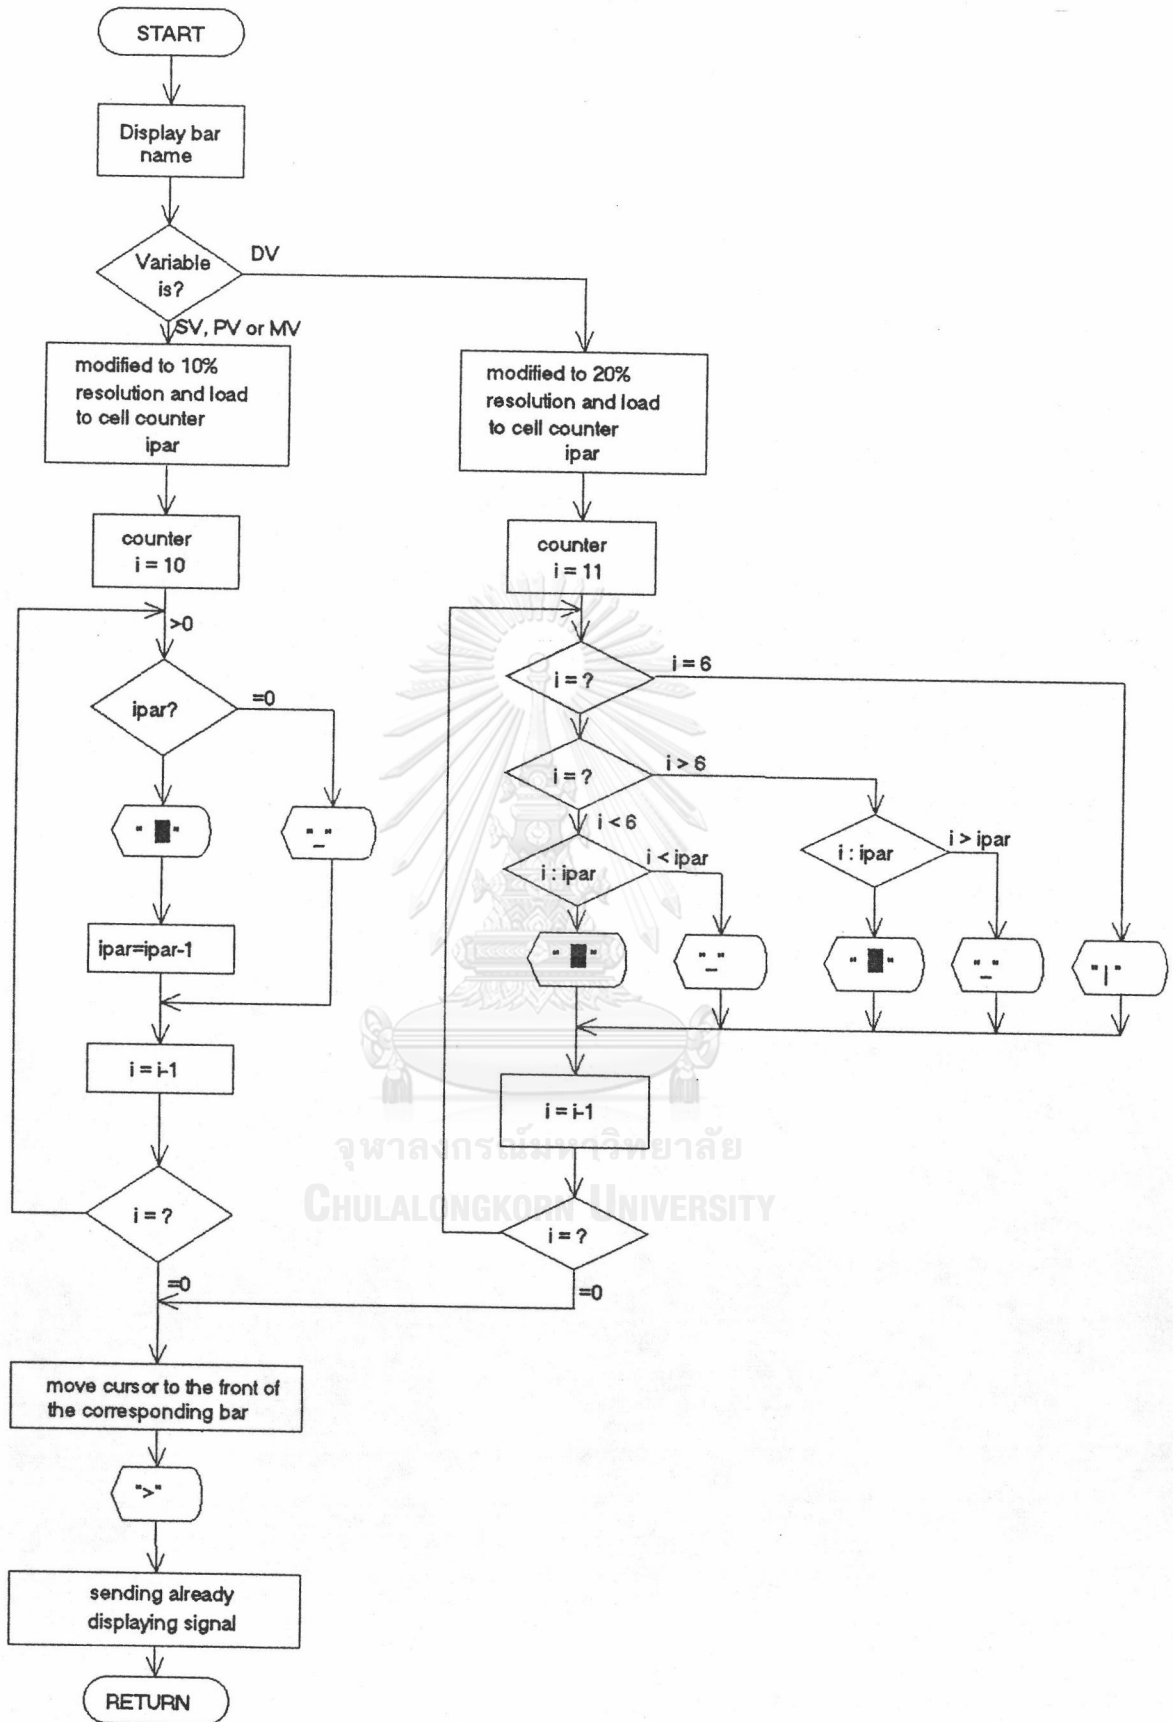 START
Display bar
name
Variable
is?
DV
SV, PV or MV
modified to 10%
resolution and load
to cell counter
ipar
modified to 20%
resolution and load
to cell counter
ipar
counter
i = 10
counter
i = 11
>0
ipar?
=0
i = ?
i = 6
i = ?
i > 6
i < 6
i : ipar
i < ipar
i : ipar
i > ipar
"█"
"_"
"█"
"_"
"█"
"_"
"|"
ipar=ipar-1
i = i-1
i = i-1
จุฬาลงกรณ์มหาวิทยาลัย
CHULALONGKORN UNIVERSITY
i = ?
=0
i = ?
=0
move cursor to the front of
the corresponding bar
">"
sending already
displaying signal
RETURN